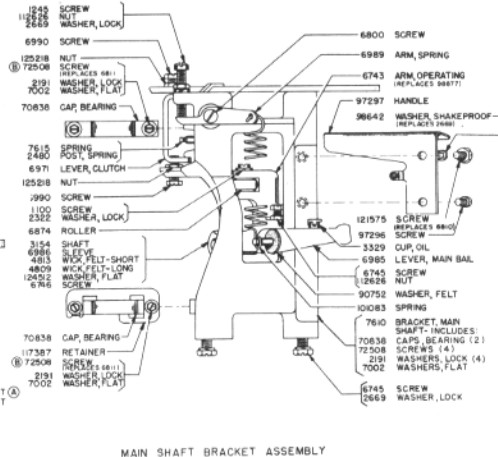 1245 SCREW
112626 NUT
2669 WASHER, LOCK
6990 SCREW
125218 NUT
Ⓑ 72508 SCREW
(REPLACES 6811)
2191 WASHER, LOCK
7002 WASHER, FLAT
70838 CAP, BEARING
7615 SPRING
2480 POST, SPRING
6971 LEVER, CLUTCH
125218 NUT
1990 SCREW
1100 SCREW
2322 WASHER, LOCK
6874 ROLLER
3154 SHAFT
6986 SLEEVE
4813 WICK, FELT-SHORT
4809 WICK, FELT-LONG
124512 WASHER, FLAT
6746 SCREW
70838 CAP, BEARING
117387 RETAINER
Ⓑ 72508 SCREW
(REPLACES 6811)
2191 WASHER, LOCK
7002 WASHER, FLAT
T Ⓐ
T
6800 SCREW
6989 ARM, SPRING
6743 ARM, OPERATING
(REPLACES 98877)
97297 HANDLE
98642 WASHER, SHAKEPROOF
(REPLACES 2669)
121575 SCREW
(REPLACES 6810)
97296 SCREW
3329 CUP, OIL
6985 LEVER, MAIN BAIL
6745 SCREW
112626 NUT
90752 WASHER, FELT
101083 SPRING
7610 BRACKET, MAIN
SHAFT- INCLUDES:
70838 CAPS, BEARING (2)
72508 SCREWS (4)
2191 WASHERS, LOCK (4)
7002 WASHERS, FLAT
6745 SCREW
2669 WASHER, LOCK
MAIN SHAFT BRACKET ASSEMBLY